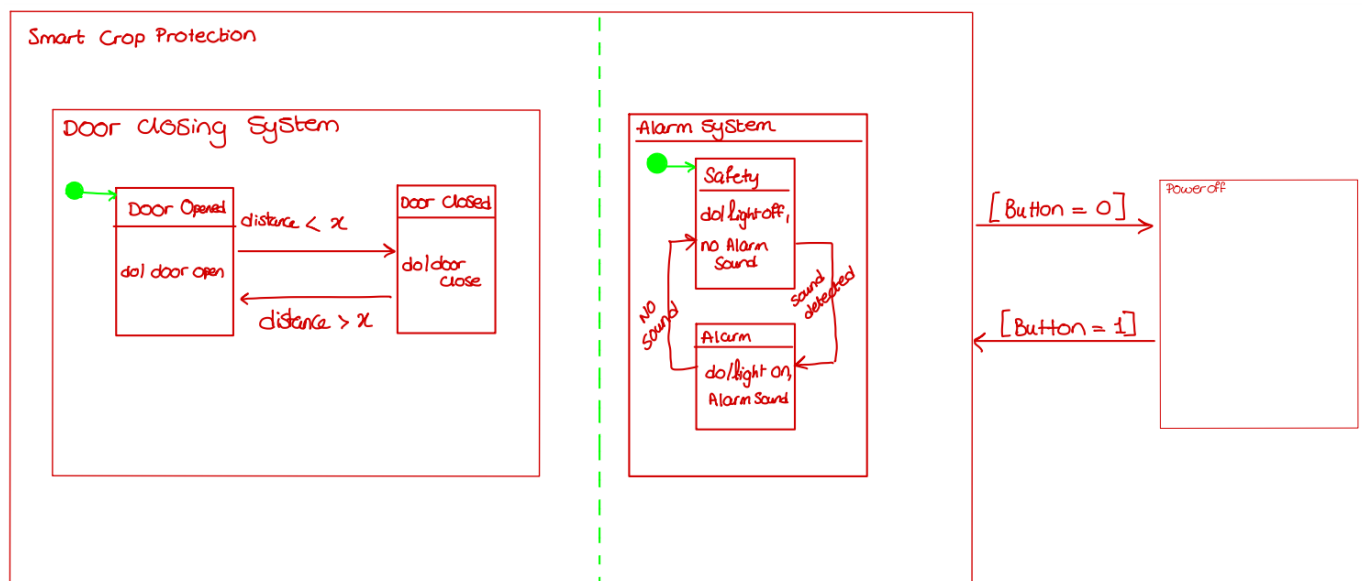 Smart Crop Protection
Door Closing System
Door Opened
do/ door open
distance < x
distance > x
Door Closed
do/door
close
Alarm System
Safety
do/light off,
no Alarm
Sound
NO
sound
sound
detected
Alarm
do/light on,
Alarm Sound
[Button = 0]
[Button = 1]
Power off